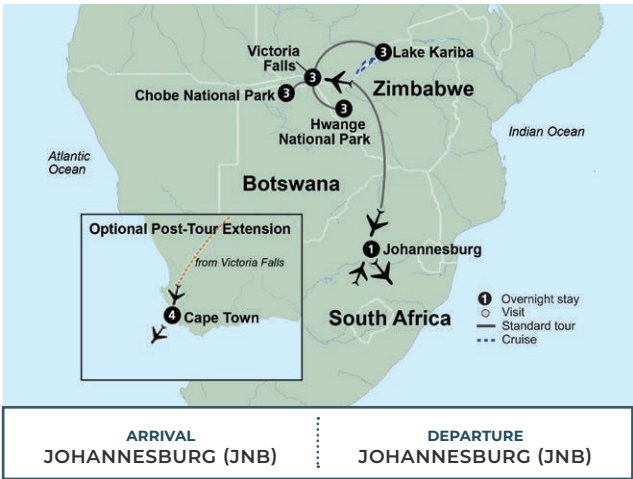 Victoria
Falls
3
3
Lake Kariba
Chobe National Park
3
Zimbabwe
3
Hwange
National Park
Indian Ocean
Atlantic
Ocean
Botswana
Optional Post-Tour Extension
from Victoria Falls
1
Johannesburg
4
Cape Town
South Africa
1
Overnight stay
Visit
Standard tour
Cruise
ARRIVAL
JOHANNESBURG (JNB)
DEPARTURE
JOHANNESBURG (JNB)